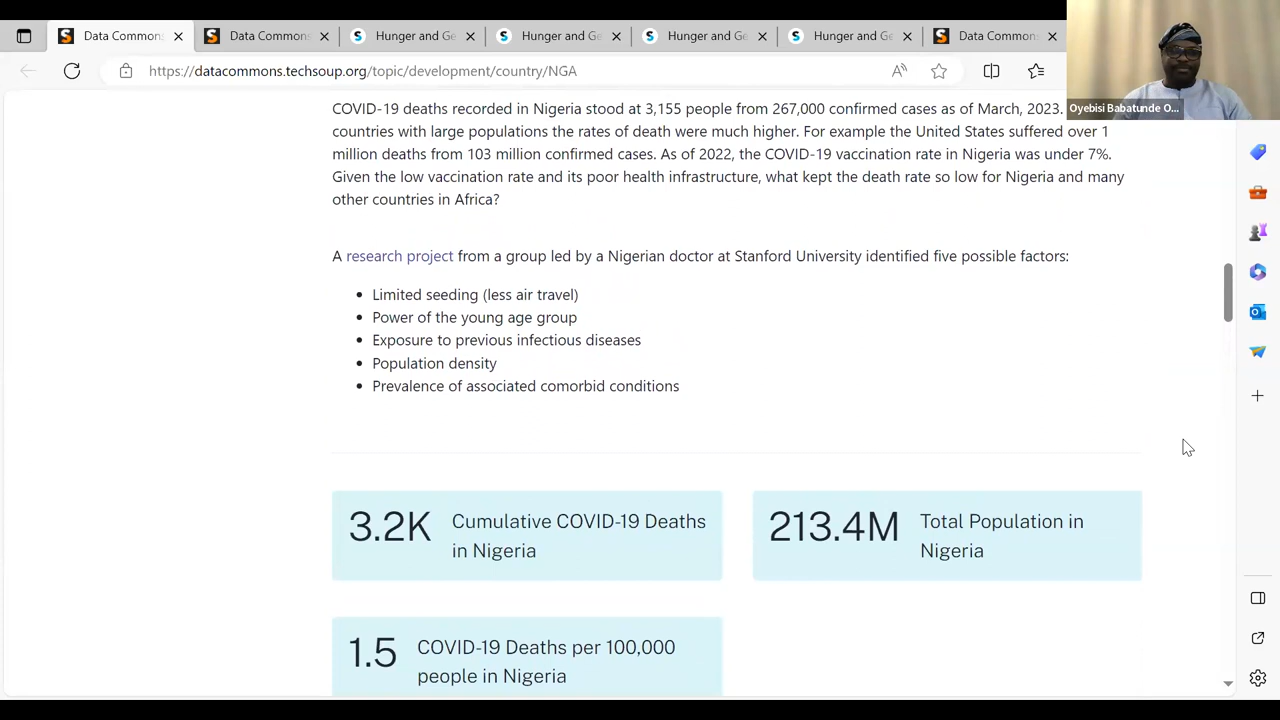 Data Commons
Data Commons
Hunger and Ge
Hunger and Ge
Hunger and Ge
Hunger and Ge
Data Commons
https://datacommons.techsoup.org/topic/development/country/NGA
Oyebisi Babatunde O...
COVID-19 deaths recorded in Nigeria stood at 3,155 people from 267,000 confirmed cases as of March, 2023.
countries with large populations the rates of death were much higher. For example the United States suffered over 1
million deaths from 103 million confirmed cases. As of 2022, the COVID-19 vaccination rate in Nigeria was under 7%.
Given the low vaccination rate and its poor health infrastructure, what kept the death rate so low for Nigeria and many
other countries in Africa?
A research project from a group led by a Nigerian doctor at Stanford University identified five possible factors:
• Limited seeding (less air travel)
• Power of the young age group
• Exposure to previous infectious diseases
• Population density
• Prevalence of associated comorbid conditions
3.2K Cumulative COVID-19 Deaths
in Nigeria
213.4M Total Population in
Nigeria
1.5 COVID-19 Deaths per 100,000
people in Nigeria